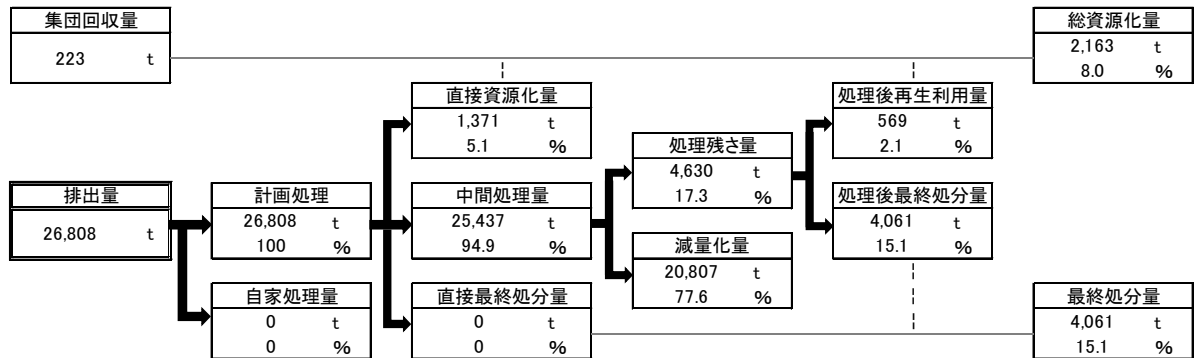 集団回収量
223 t
総資源化量
2,163 t
8.0 %
直接資源化量
1,371 t
5.1 %
処理後再生利用量
569 t
2.1 %
処理残さ量
4,630 t
17.3 %
排出量
26,808 t
計画処理
26,808 t
100 %
中間処理量
25,437 t
94.9 %
処理後最終処分量
4,061 t
15.1 %
減量化量
20,807 t
77.6 %
自家処理量
0 t
0 %
直接最終処分量
0 t
0 %
最終処分量
4,061 t
15.1 %